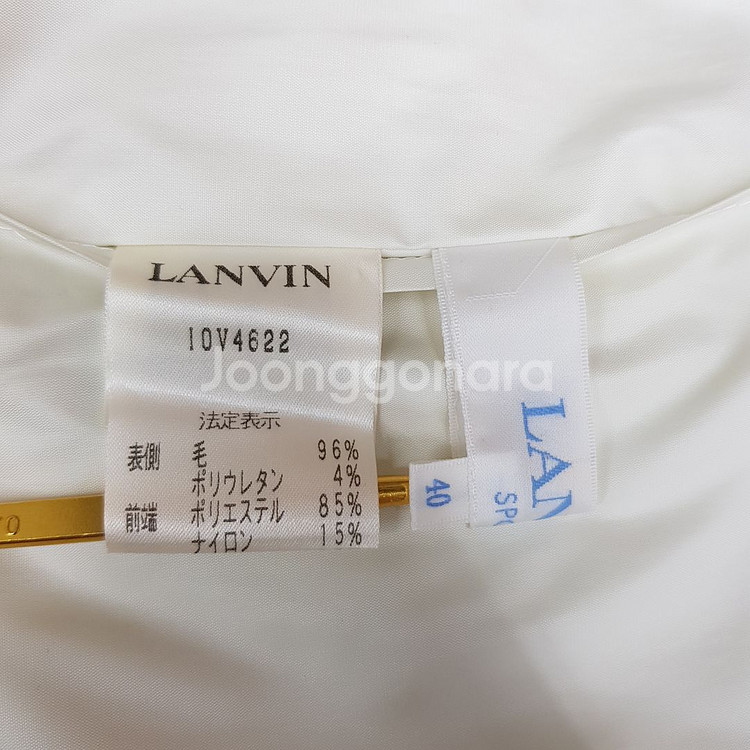 LANVIN
IOV4622
法定表示
表側 毛 96%
ポリウレタン 4%
前端 ポリエステル 85%
ナイロン 15%
40
Joonggonara